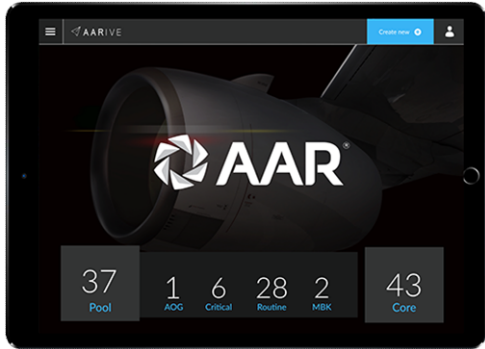 AARIVE
Create new
AAR®
37
Pool
1
AOG
6
Critical
28
Routine
2
MBK
43
Core